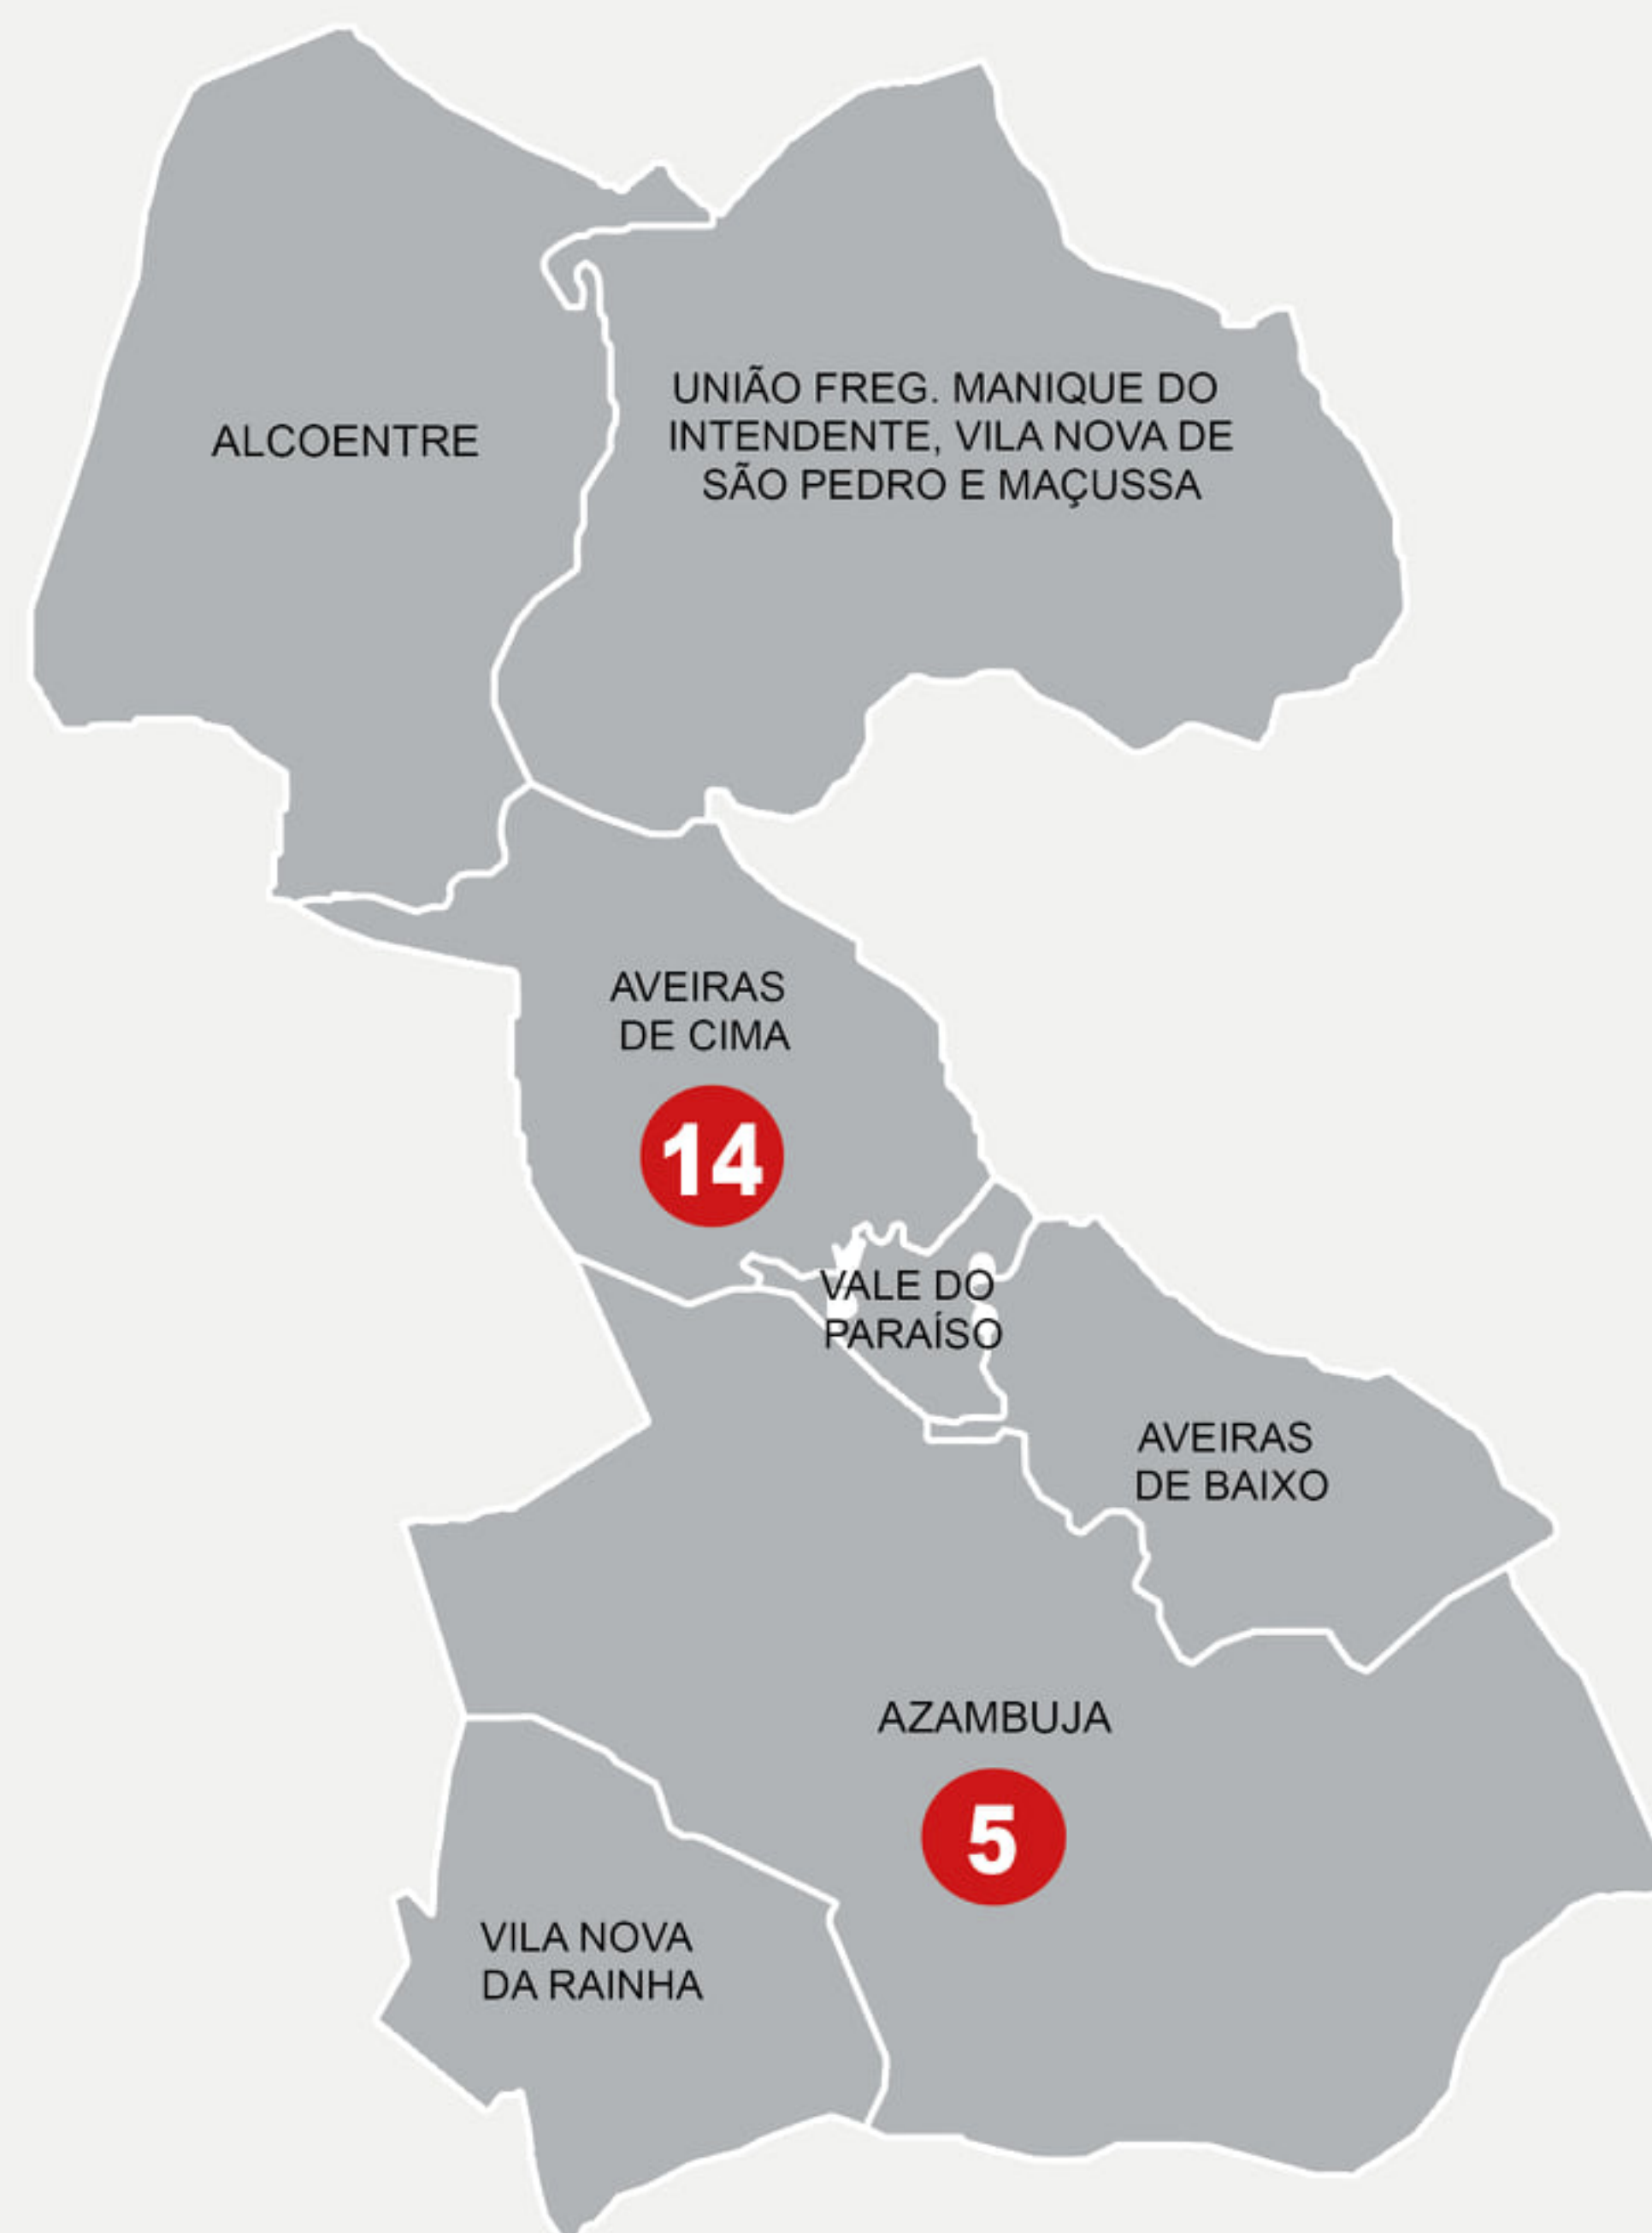 ALCOENTRE
UNIÃO FREG. MANIQUE DO
INTENDENTE, VILA NOVA DE
SÃO PEDRO E MAÇUSSA
AVEIRAS
DE CIMA
14
VALE DO
PARAÍSO
AVEIRAS
DE BAIXO
AZAMBUJA
5
VILA NOVA
DA RAINHA